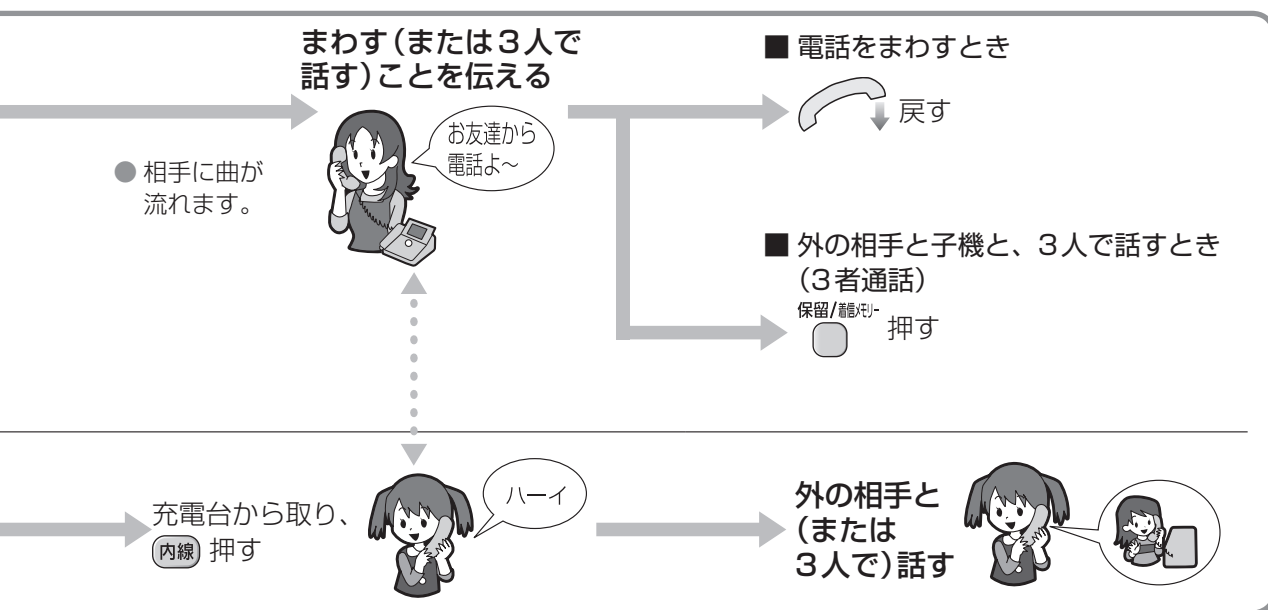 まわす(または3人で
話す)ことを伝える
お友達から
電話よ~
● 相手に曲が
流れます。
■ 電話をまわすとき
戻す
■ 外の相手と子機と、3人で話すとき
(3者通話)
保留/着信メモリー
押す
充電台から取り、
内線 押す
ハーイ
外の相手と
(または
3人で)話す